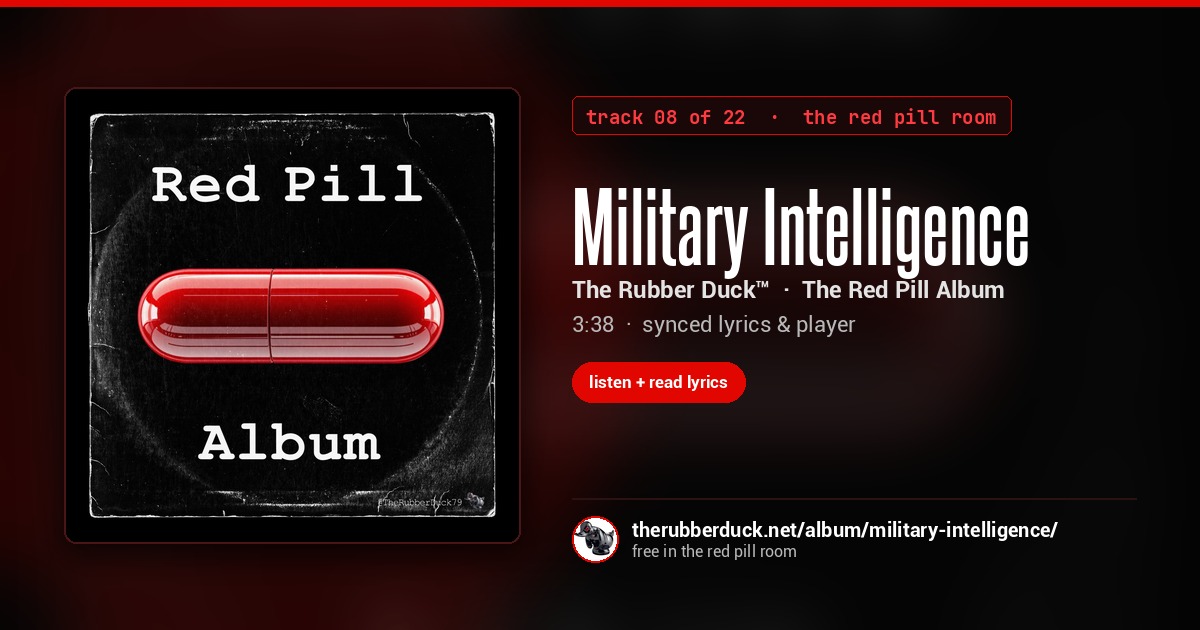 Red Pill
Album
#TheRubberDuck79
track 08 of 22 · the red pill room
Military Intelligence
The Rubber Duck™ · The Red Pill Album
3:38 · synced lyrics & player
listen + read lyrics
therubberduck.net/album/military-intelligence/
free in the red pill room